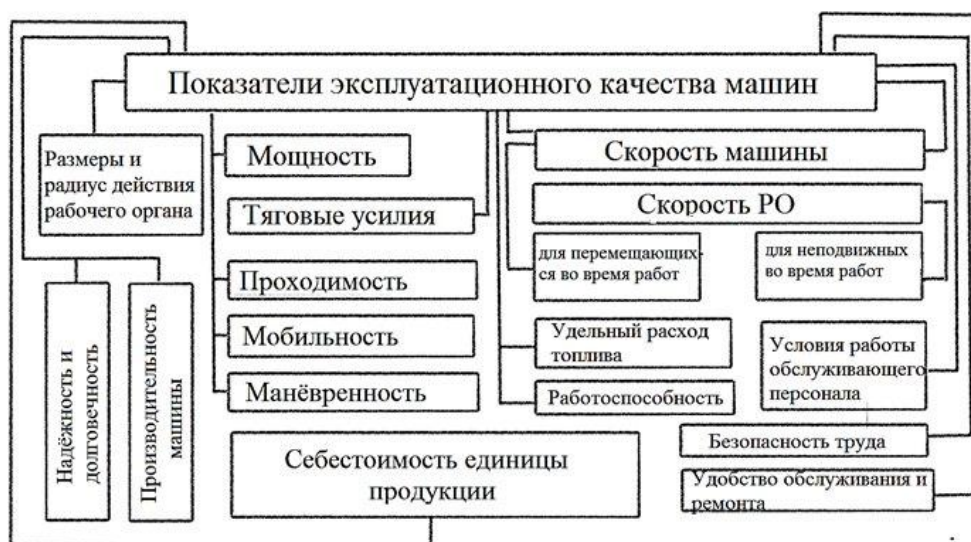 Показатели эксплуатационного качества машин
Размеры и
радиус действия
рабочего органа
Мощность
Тяговые усилия
Проходимость
Мобильность
Манёвренность
Скорость машины
Скорость РО
для перемещающих-
ся во время работ
для неподвижных
во время работ
Удельный расход
топлива
Работоспособность
Условия работы
обслуживающего
персонала
Безопасность труда
Удобство обслуживания и
ремонта
Надёжность и
долговечность
Производительность
машины
Себестоимость единицы
продукции